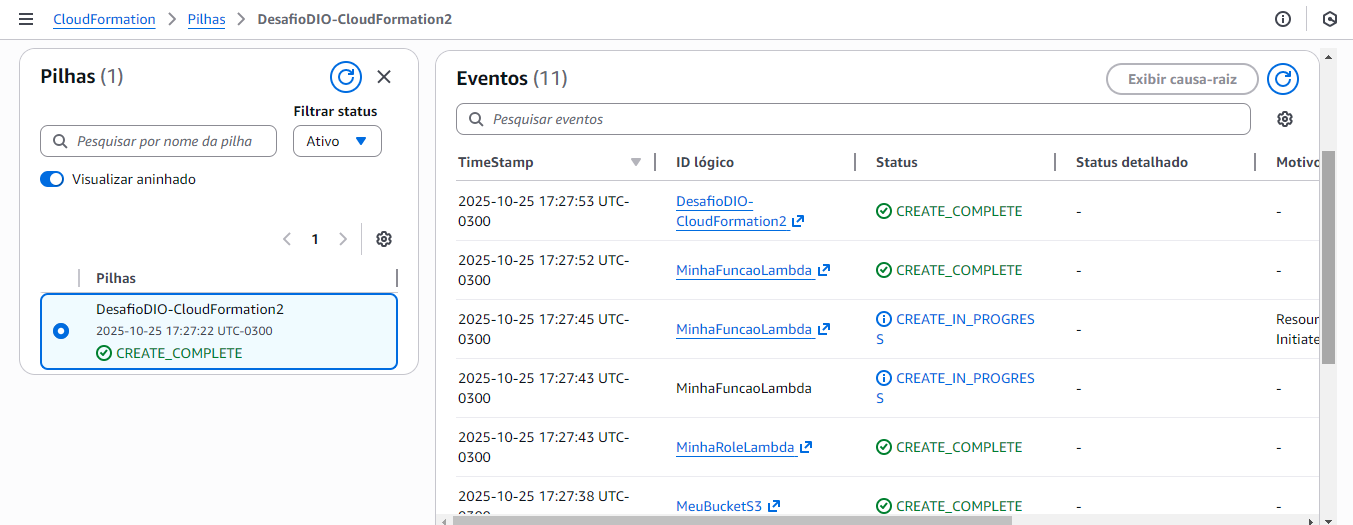 CloudFormation > Pilhas > DesafioDIO-CloudFormation2
Pilhas (1)
Filtrar status
Pesquisar por nome da pilha
Ativo
Visualizar aninhado
1
Pilhas
DesafioDIO-CloudFormation2
2025-10-25 17:27:22 UTC-0300
CREATE_COMPLETE
Eventos (11)
Exibir causa-raiz
Pesquisar eventos
TimeStamp ID lógico Status Status detalhado Motivo
2025-10-25 17:27:53 UTC- DesafioDIO-
0300 CloudFormation2 CREATE_COMPLETE - -
2025-10-25 17:27:52 UTC-
0300 MinhaFuncaoLambda CREATE_COMPLETE - -
2025-10-25 17:27:45 UTC- CREATE_IN_PROGRES Resour
0300 MinhaFuncaoLambda S - Initiate
2025-10-25 17:27:43 UTC- CREATE_IN_PROGRES
0300 MinhaFuncaoLambda S - -
2025-10-25 17:27:43 UTC-
0300 MinhaRoleLambda CREATE_COMPLETE - -
2025-10-25 17:27:38 UTC-
0300 MeuBucketS3 CREATE_COMPLETE - -